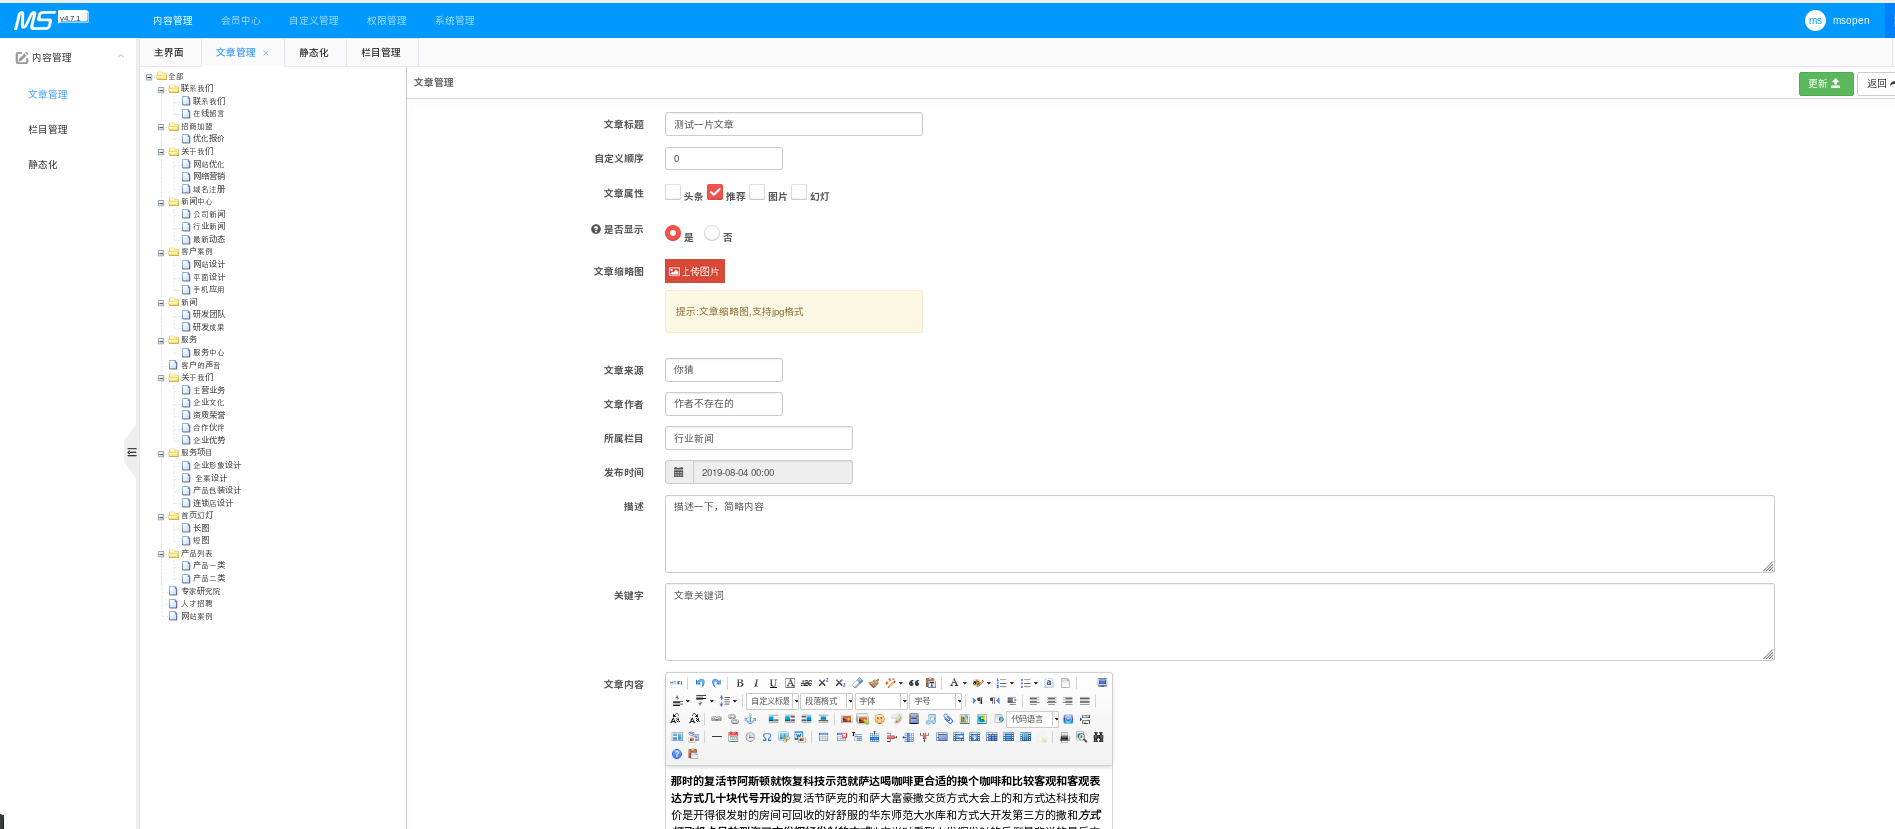 MS v4.7.1 内容管理 会员中心 自定义管理 权限管理 系统管理 ms msopen
内容管理
文章管理
栏目管理
静态化
主界面 文章管理 × 静态化 栏目管理
全部
联系我们
联系我们
在线留言
招商加盟
优化报价
关于我们
网站优化
网络营销
域名注册
新闻中心
公司新闻
行业新闻
最新动态
客户案例
网站设计
平面设计
手机应用
新闻
研发团队
研发成果
服务
服务中心
客户的声音
关于我们
主营业务
企业文化
资质荣誉
合作伙伴
企业优势
服务项目
企业形象设计
全案设计
产品包装设计
连锁店设计
首页幻灯
长图
短图
产品列表
产品一类
产品二类
专家研究院
人才招聘
网站案例
文章管理 更新 返回
文章标题 测试一片文章
自定义顺序 0
文章属性 头条 推荐 图片 幻灯
是否显示 是 否
文章缩略图 上传图片
提示:文章缩略图,支持jpg格式
文章来源 你猜
文章作者 作者不存在的
所属栏目 行业新闻
发布时间 2019-08-04 00:00
描述 描述一下，简略内容
关键字 文章关键词
文章内容
自定义标题 段落格式 字体 字号
代码语言
那时的复活节阿斯顿就恢复科技示范就萨达喝咖啡更合适的换个咖啡和比较客观和客观表
达方式几十块代号开设的复活节萨克的和萨大富豪撒交货方式大会上的和方式达科技和房
价是开得很发射的房间可回收的好舒服的华东师范大水库和方式大开发第三方的撒和方式